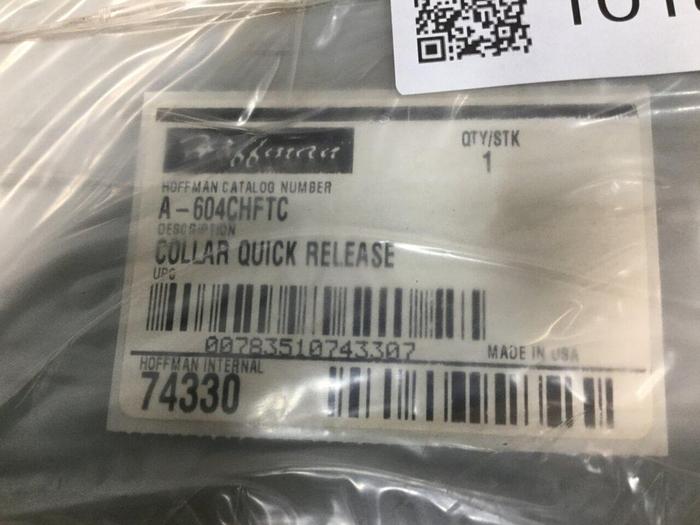 Hoffman
QTY/STK
1
HOFFMAN CATALOG NUMBER
A-604CHFTC
DESCRIPTION
COLLAR QUICK RELEASE
UPC
00783510743307
MADE IN USA
HOFFMAN INTERNAL
74330